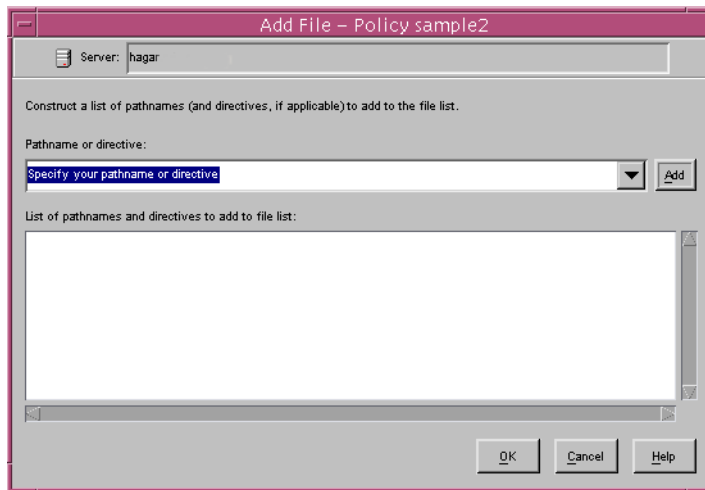 Add File – Policy sample2
Server: hagar
Construct a list of pathnames (and directives, if applicable) to add to the file list.
Pathname or directive:
Specify your pathname or directive Add
List of pathnames and directives to add to file list:
OK Cancel Help